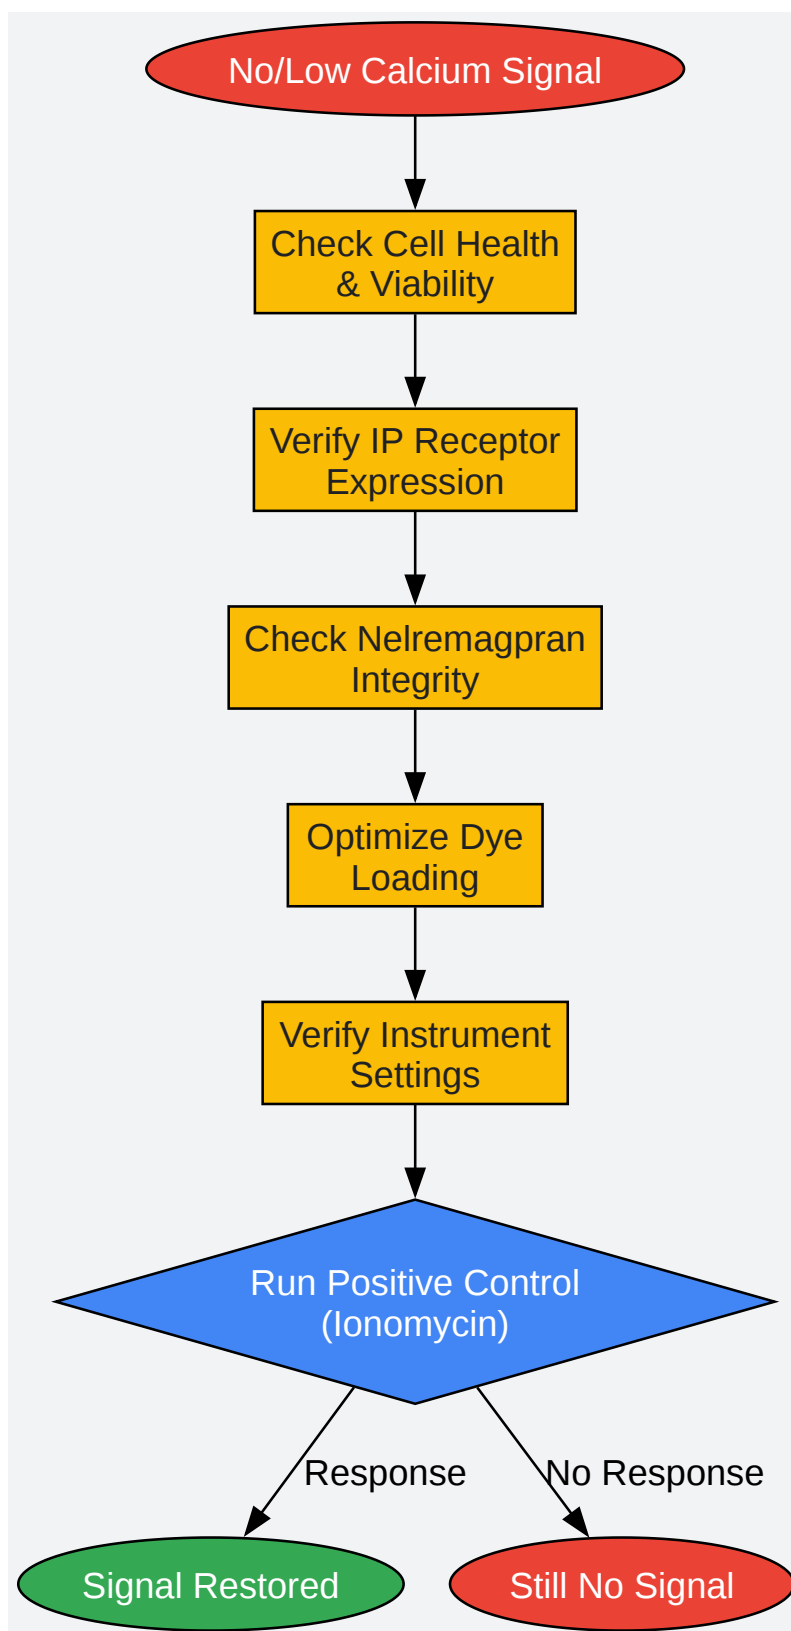 No/Low Calcium Signal
Check Cell Health
& Viability
Verify IP Receptor
Expression
Check Nelremagpran
Integrity
Optimize Dye
Loading
Verify Instrument
Settings
Run Positive Control
(Ionomycin)
Response
No Response
Signal Restored
Still No Signal